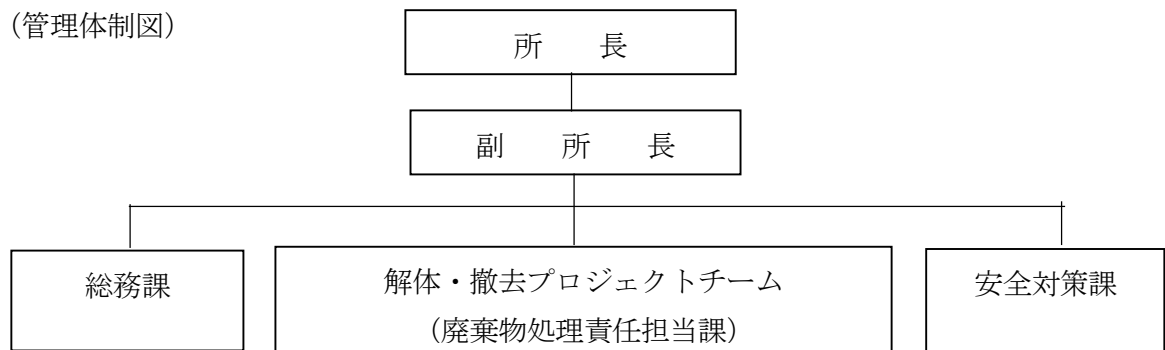 （管理体制図）
所　　長
副　　所　　長
総務課
解体・撤去プロジェクトチーム
（廃棄物処理責任担当課）
安全対策課